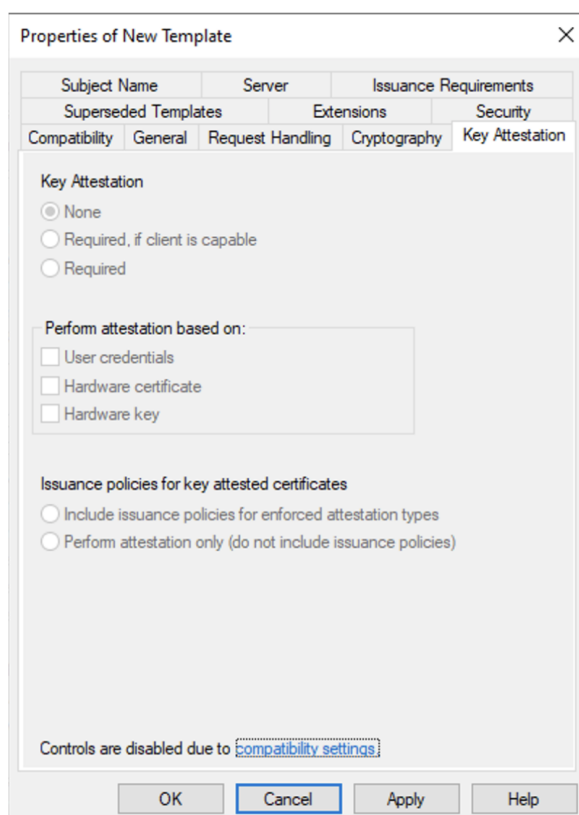 Properties of New Template
Subject Name Server Issuance Requirements
Superseded Templates Extensions Security
Compatibility General Request Handling Cryptography Key Attestation
Key Attestation
None
Required, if client is capable
Required
Perform attestation based on:
User credentials
Hardware certificate
Hardware key
Issuance policies for key attested certificates
Include issuance policies for enforced attestation types
Perform attestation only (do not include issuance policies)
Controls are disabled due to compatibility settings.
OK Cancel Apply Help